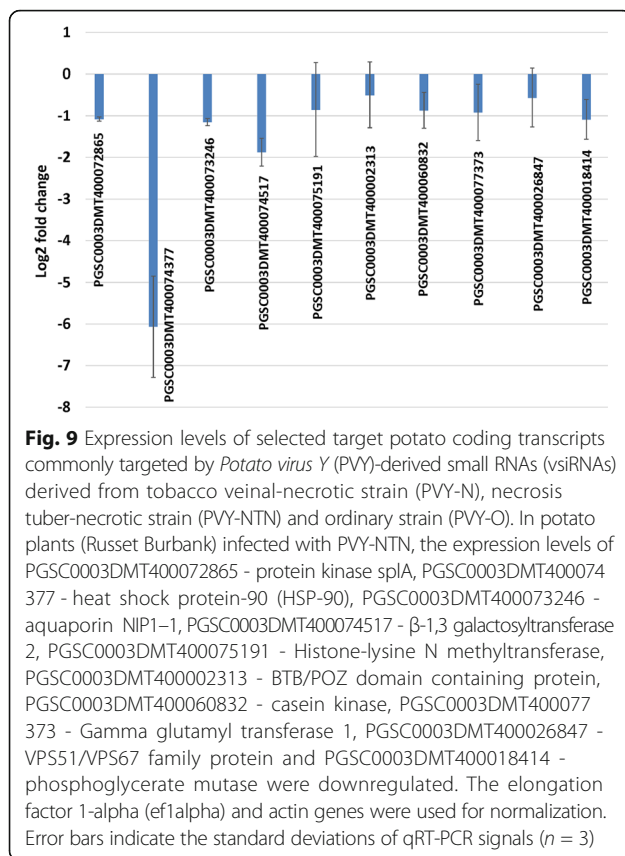 1
0
-1
-2
-3
-4
-5
-6
-7
-8
Log2 fold change
PGSC0003DMT400072865
PGSC0003DMT400074377
PGSC0003DMT400073246
PGSC0003DMT400074517
PGSC0003DMT400075191
PGSC0003DMT400002313
PGSC0003DMT400060832
PGSC0003DMT400077373
PGSC0003DMT400026847
PGSC0003DMT400018414
Fig. 9 Expression levels of selected target potato coding transcripts
commonly targeted by Potato virus Y (PVY)-derived small RNAs (vsiRNAs)
derived from tobacco veinal-necrotic strain (PVY-N), necrosis
tuber-necrotic strain (PVY-NTN) and ordinary strain (PVY-O). In potato
plants (Russet Burbank) infected with PVY-NTN, the expression levels of
PGSC0003DMT400072865 - protein kinase splA, PGSC0003DMT400074
377 - heat shock protein-90 (HSP-90), PGSC0003DMT400073246 -
aquaporin NIP1–1, PGSC0003DMT400074517 - β-1,3 galactosyltransferase
2, PGSC0003DMT400075191 - Histone-lysine N methyltransferase,
PGSC0003DMT400002313 - BTB/POZ domain containing protein,
PGSC0003DMT400060832 - casein kinase, PGSC0003DMT400077
373 - Gamma glutamyl transferase 1, PGSC0003DMT400026847 -
VPS51/VPS67 family protein and PGSC0003DMT400018414 -
phosphoglycerate mutase were downregulated. The elongation
factor 1-alpha (ef1alpha) and actin genes were used for normalization.
Error bars indicate the standard deviations of qRT-PCR signals (n = 3)